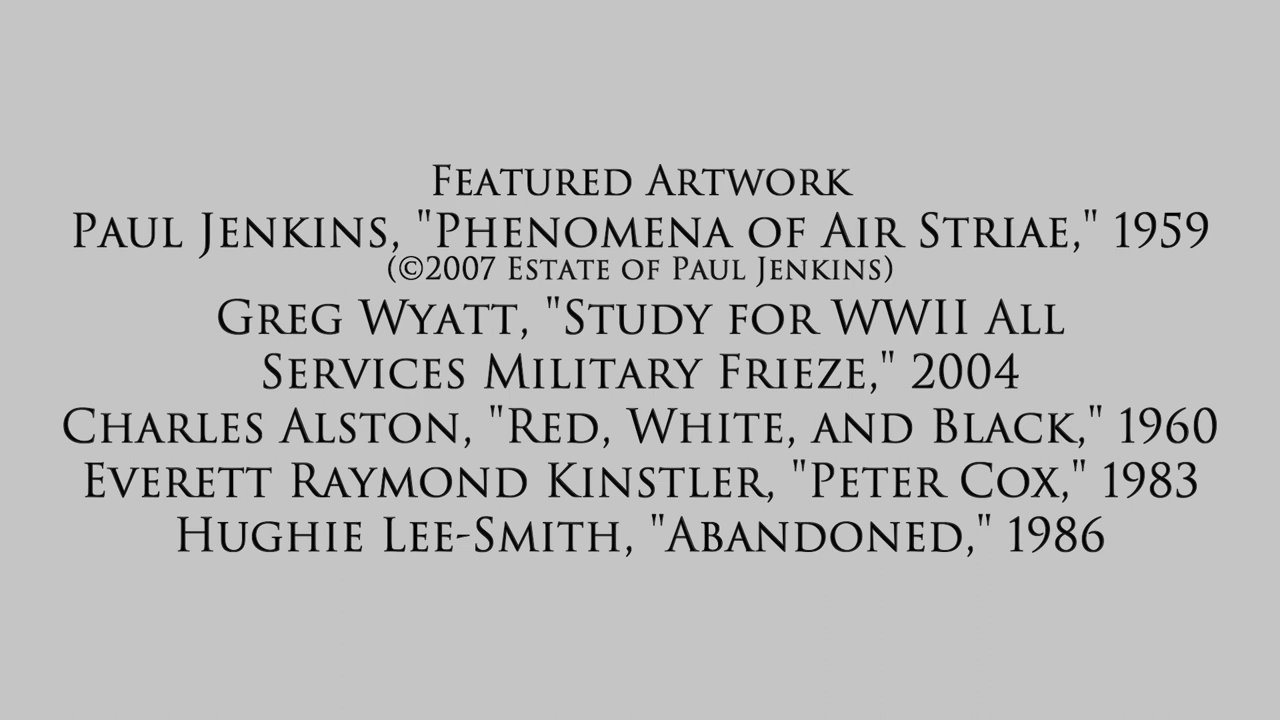 Featured Artwork
Paul Jenkins, "Phenomena of Air Striae," 1959
(©2007 Estate of Paul Jenkins)
Greg Wyatt, "Study for WWII All
Services Military Frieze," 2004
Charles Alston, "Red, White, and Black," 1960
Everett Raymond Kinstler, "Peter Cox," 1983
Hughie Lee-Smith, "Abandoned," 1986